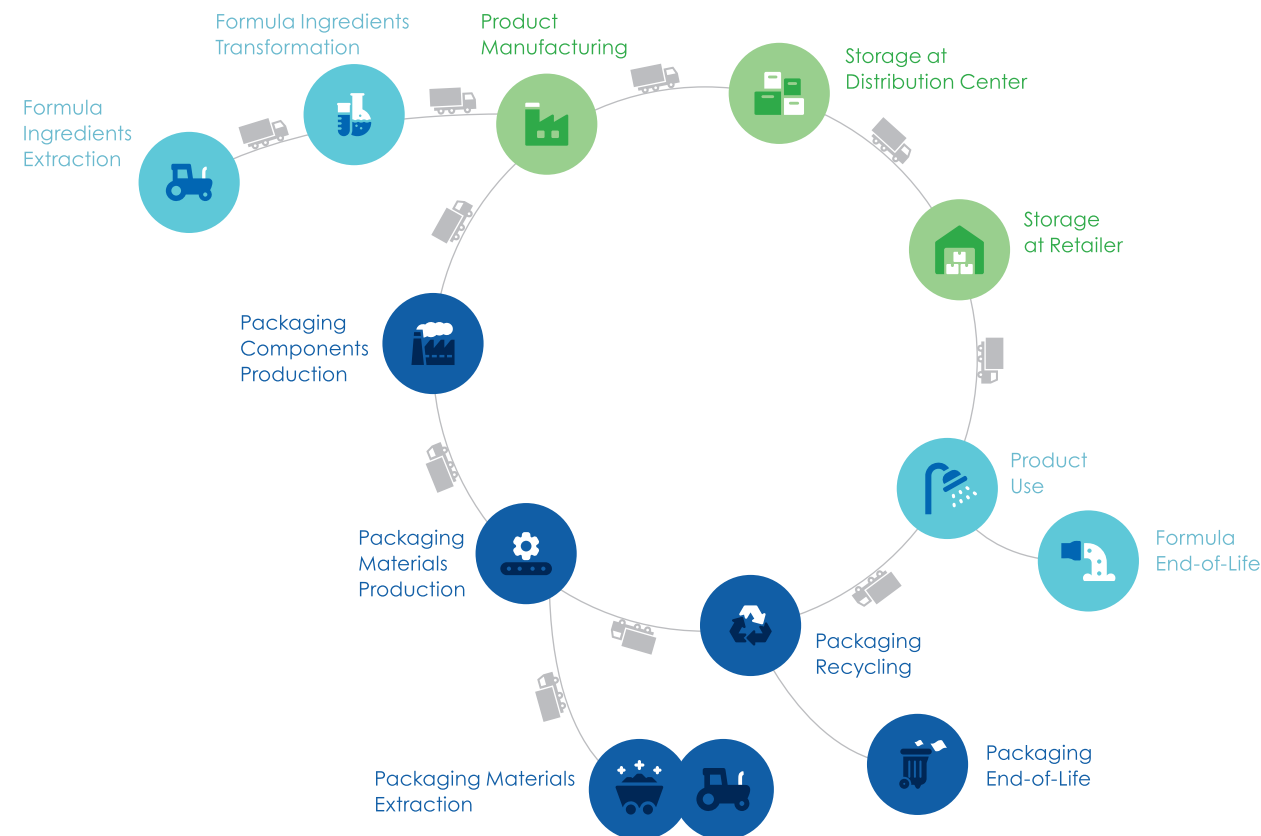 Formula Ingredients
Transformation
Product
Manufacturing
Storage at
Distribution Center
Formula
Ingredients
Extraction
Storage
at Retailer
Packaging
Components
Production
Product
Use
Formula
End-of-Life
Packaging
Materials
Production
Packaging
Recycling
Packaging
End-of-Life
Packaging Materials
Extraction